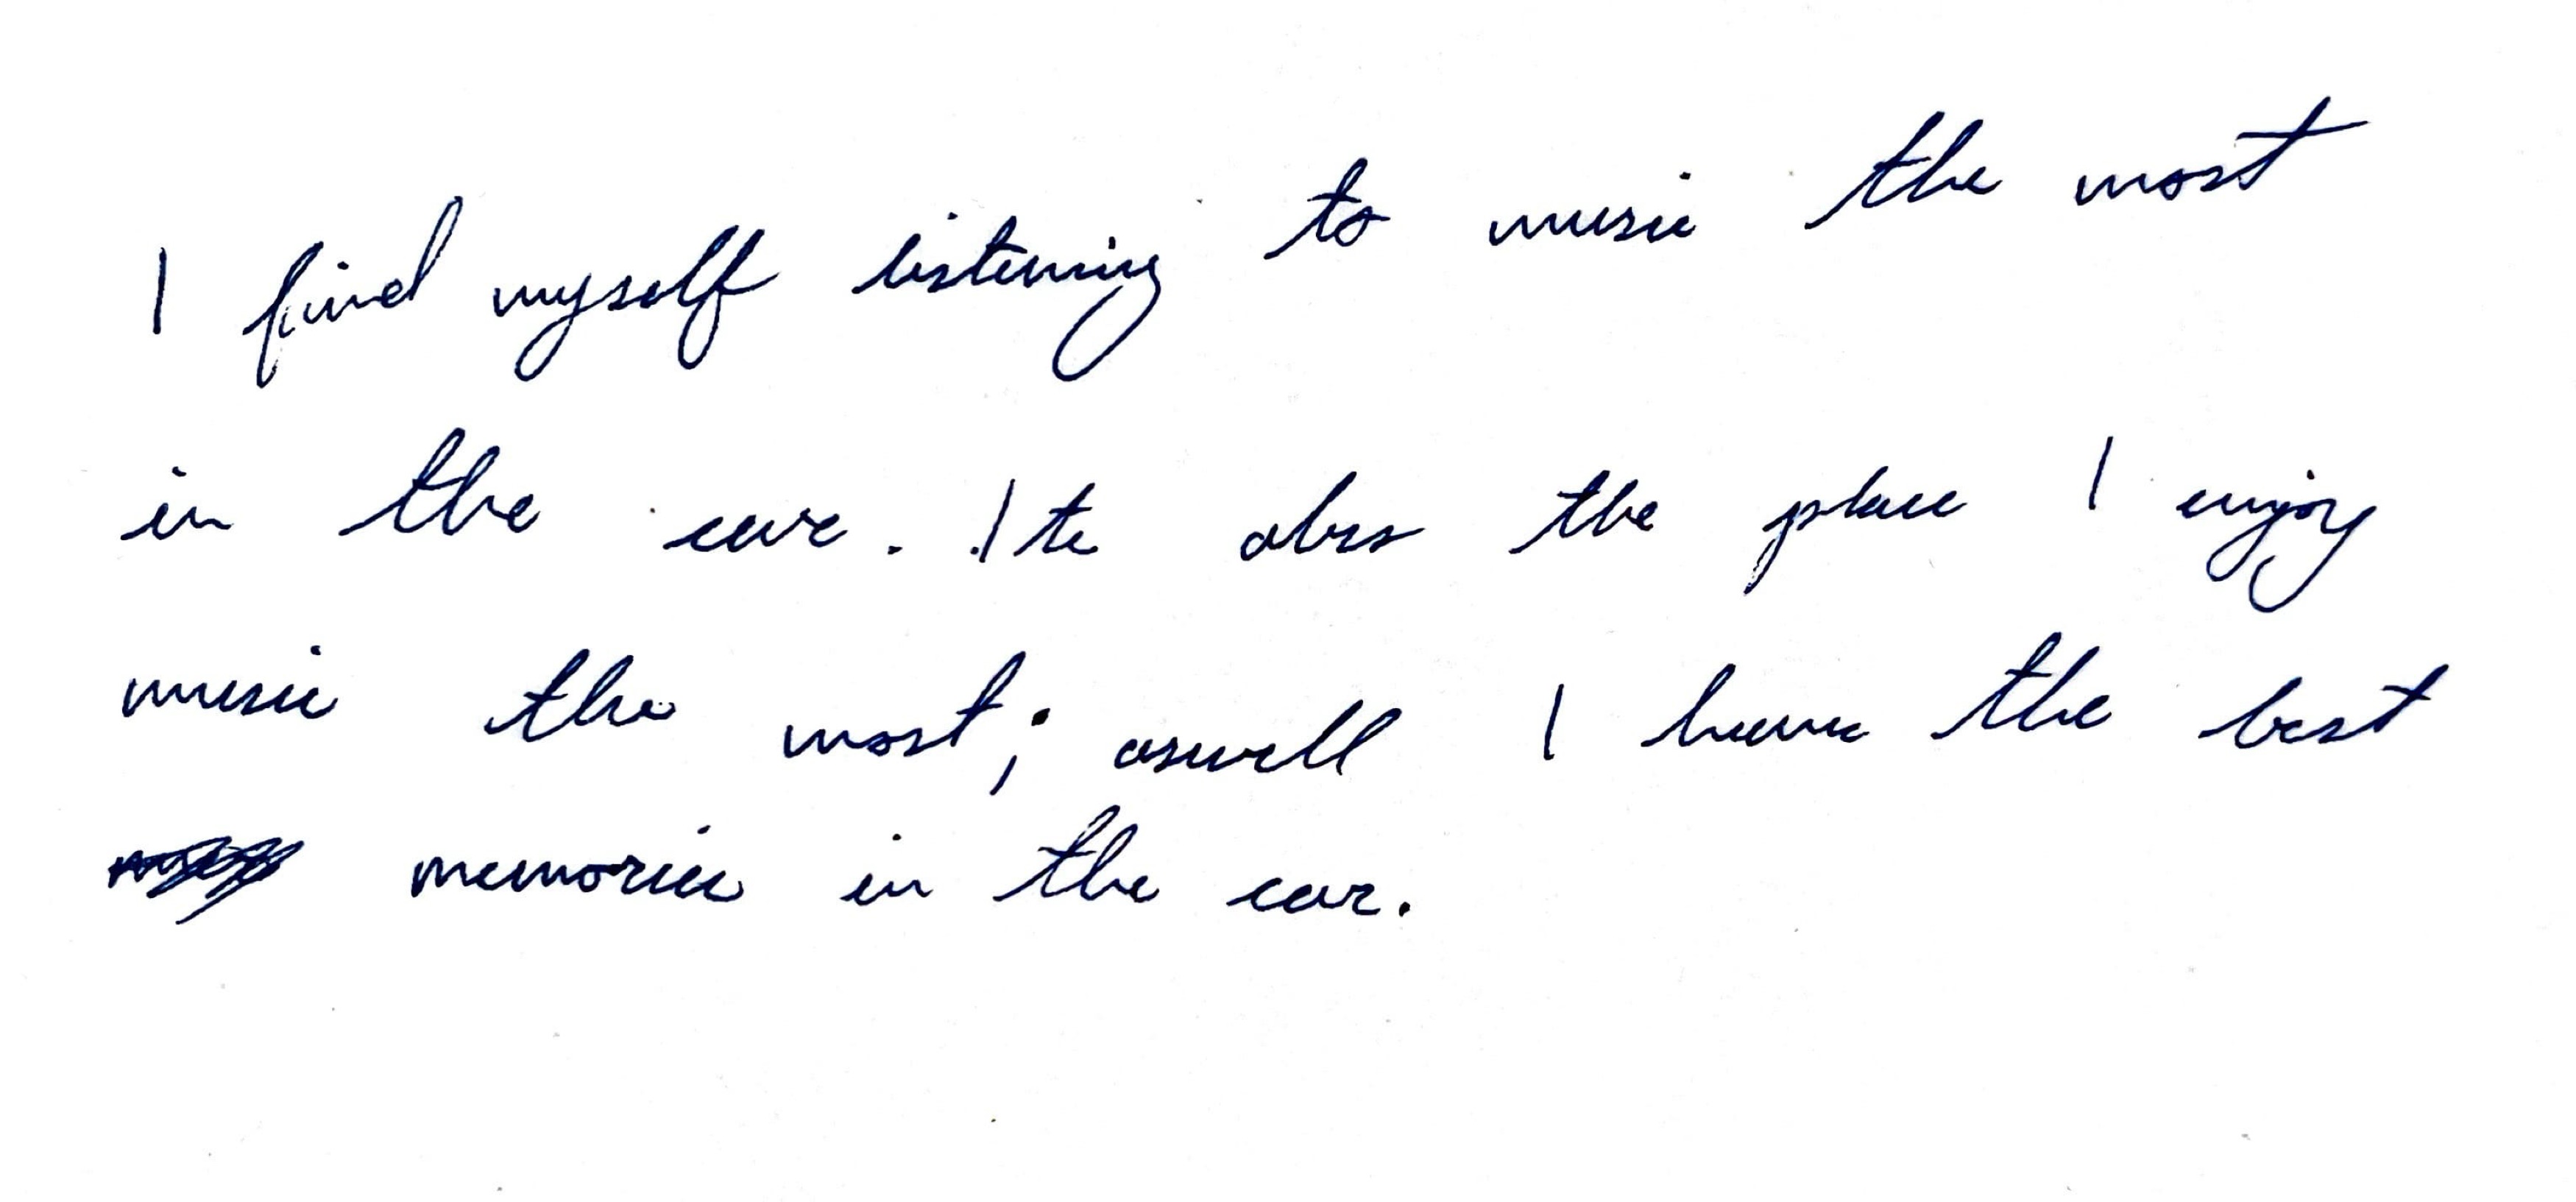 I find myself listening to music the most
in the car. Its also the place I enjoy
music the most; aswell I have the best
memories in the car.